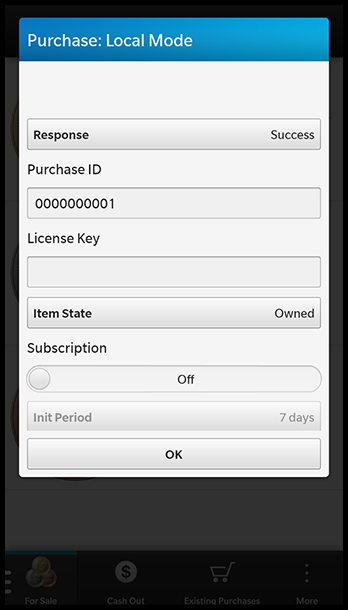 Purchase: Local Mode
Response Success
Purchase ID
0000000001
License Key
Item State Owned
Subscription
Off
Init Period 7 days
OK
$
For Sale Cash Out Existing Purchases More